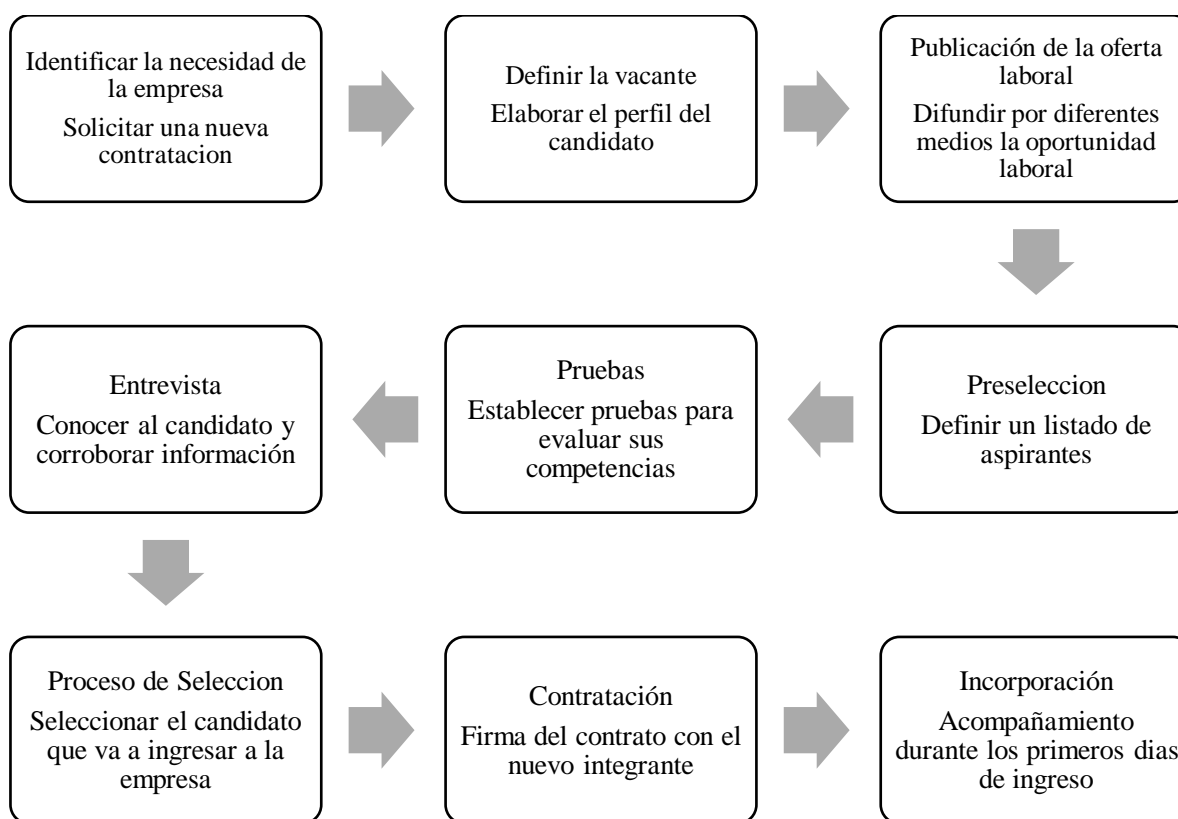 Identificar la necesidad de
la empresa
Solicitar una nueva
contratacion
Definir la vacante
Elaborar el perfil del
candidato
Publicación de la oferta
laboral
Difundir por diferentes
medios la oportunidad
laboral
Preseleccion
Definir un listado de
aspirantes
Pruebas
Establecer pruebas para
evaluar sus
competencias
Entrevista
Conocer al candidato y
corroborar información
Proceso de Seleccion
Seleccionar el candidato
que va a ingresar a la
empresa
Contratación
Firma del contrato con el
nuevo integrante
Incorporación
Acompañamiento
durante los primeros dias
de ingreso